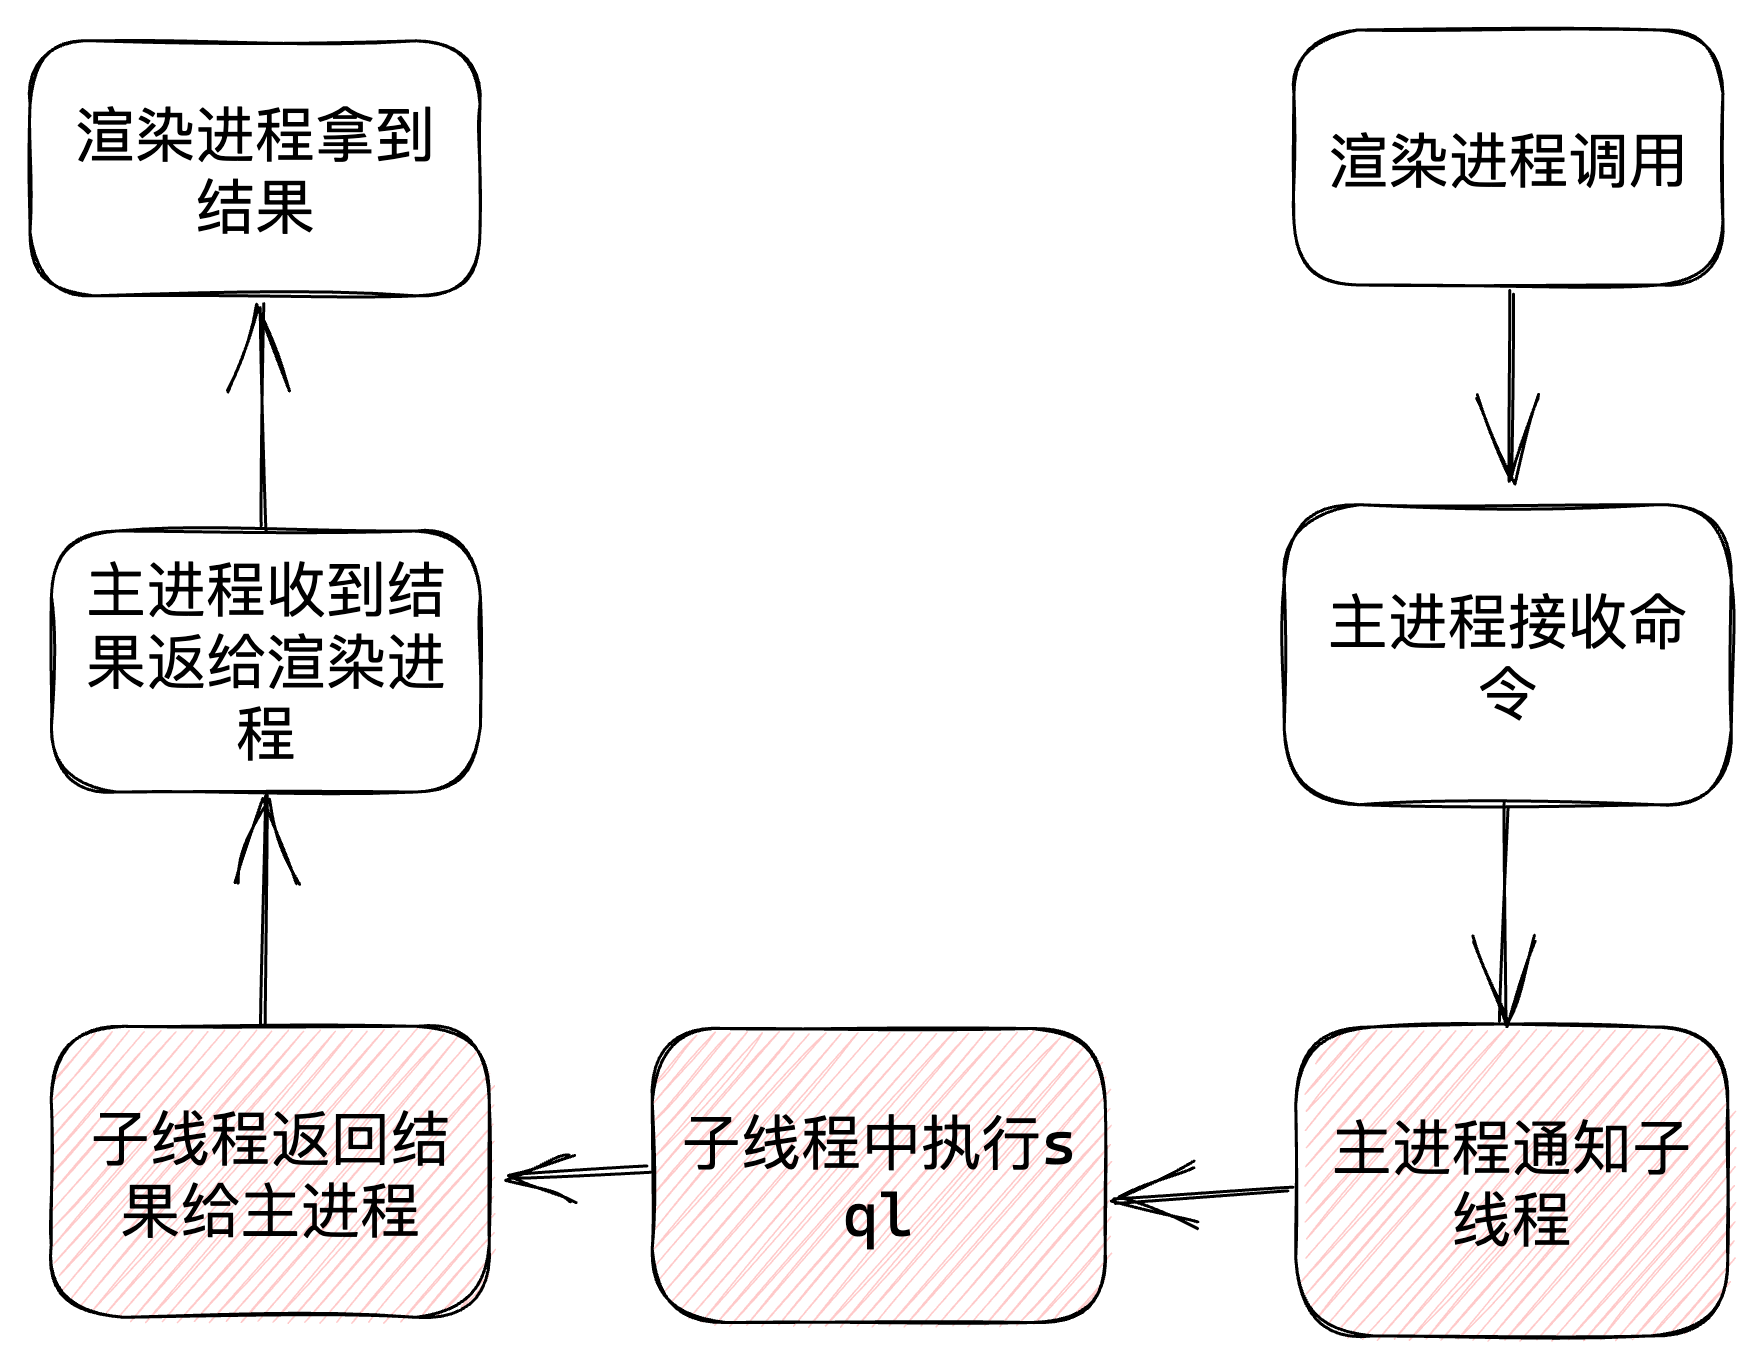 渲染进程拿到
结果
渲染进程调用
主进程收到结
果返给渲染进
程
主进程接收命
令
子线程返回结
果给主进程
子线程中执行s
ql
主进程通知子
线程